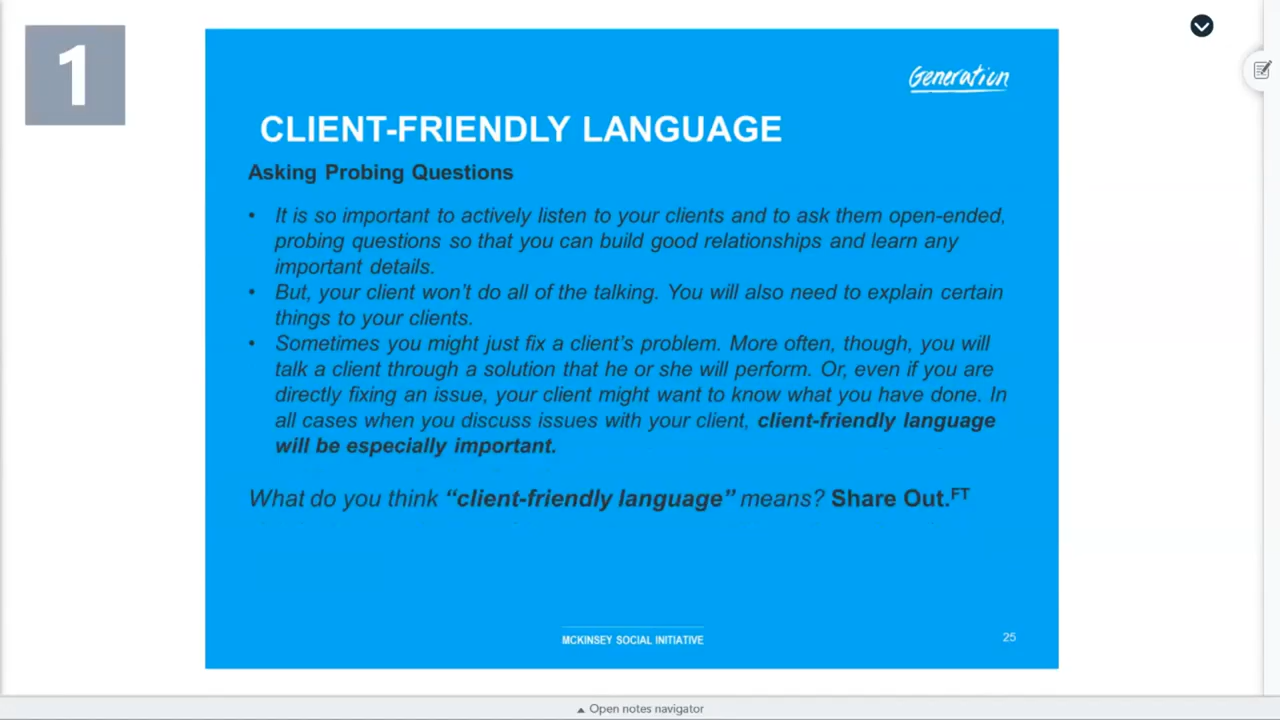 1
Generation
CLIENT-FRIENDLY LANGUAGE
Asking Probing Questions
• It is so important to actively listen to your clients and to ask them open-ended,
probing questions so that you can build good relationships and learn any
important details.
• But, your client won’t do all of the talking. You will also need to explain certain
things to your clients.
• Sometimes you might just fix a client’s problem. More often, though, you will
talk a client through a solution that he or she will perform. Or, even if you are
directly fixing an issue, your client might want to know what you have done. In
all cases when you discuss issues with your client, client-friendly language
will be especially important.
What do you think “client-friendly language” means? Share Out.FT
MCKINSEY SOCIAL INITIATIVE
25
▲ Open notes navigator